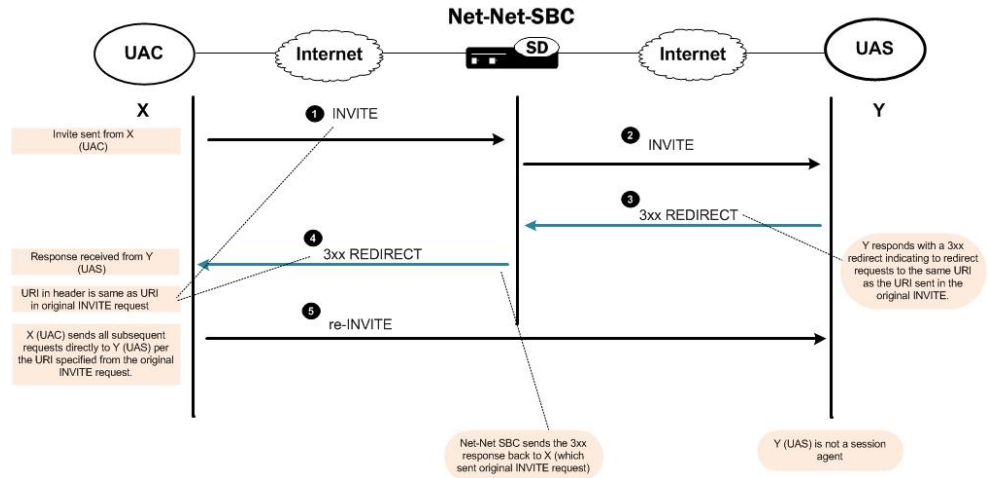 Net-Net-SBC
UAC
Internet
SD
Internet
UAS
X
Y
1 INVITE
Invite sent from X
(UAC)
2
INVITE
3
3xx REDIRECT
4
3xx REDIRECT
Response received from Y
(UAS)
Y responds with a 3xx
redirect indicating to redirect
requests to the same URI
as the URI sent in the
original INVITE.
URI in header is same as URI
in original INVITE request
5
re-INVITE
X (UAC) sends all subsequent
requests directly to Y (UAS) per
the URI specified from the original
INVITE request.
Net-Net SBC sends the 3xx
response back to X (which
sent original INVITE request)
Y (UAS) is not a session
agent